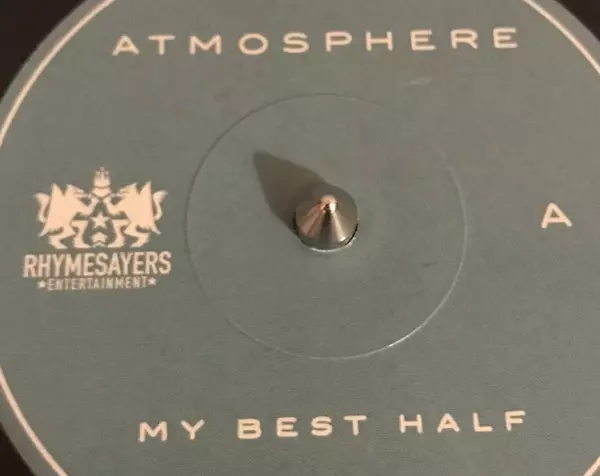 ATMOSPHERE
RHYMESAYERS
★ENTERTAINMENT★
A
MY BEST HALF